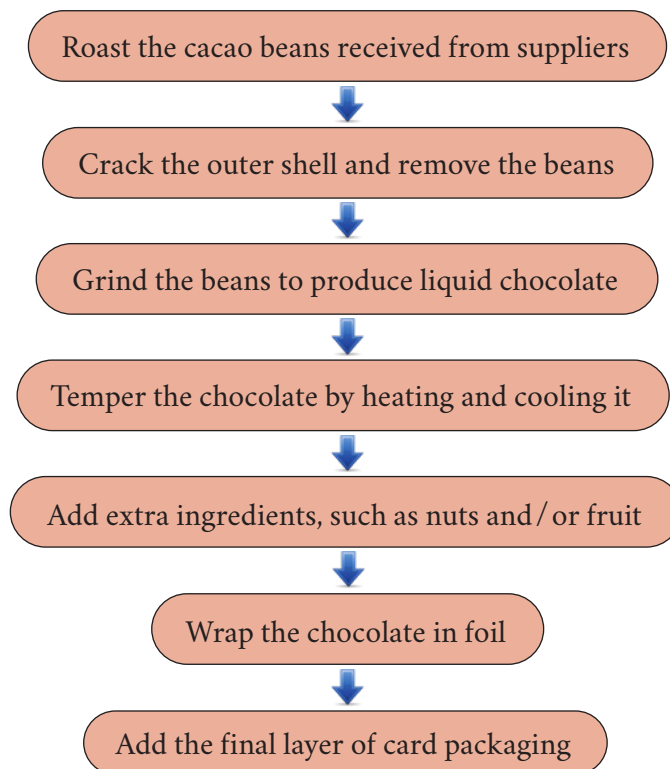 Roast the cacao beans received from suppliers
Crack the outer shell and remove the beans
Grind the beans to produce liquid chocolate
Temper the chocolate by heating and cooling it
Add extra ingredients, such as nuts and/or fruit
Wrap the chocolate in foil
Add the final layer of card packaging